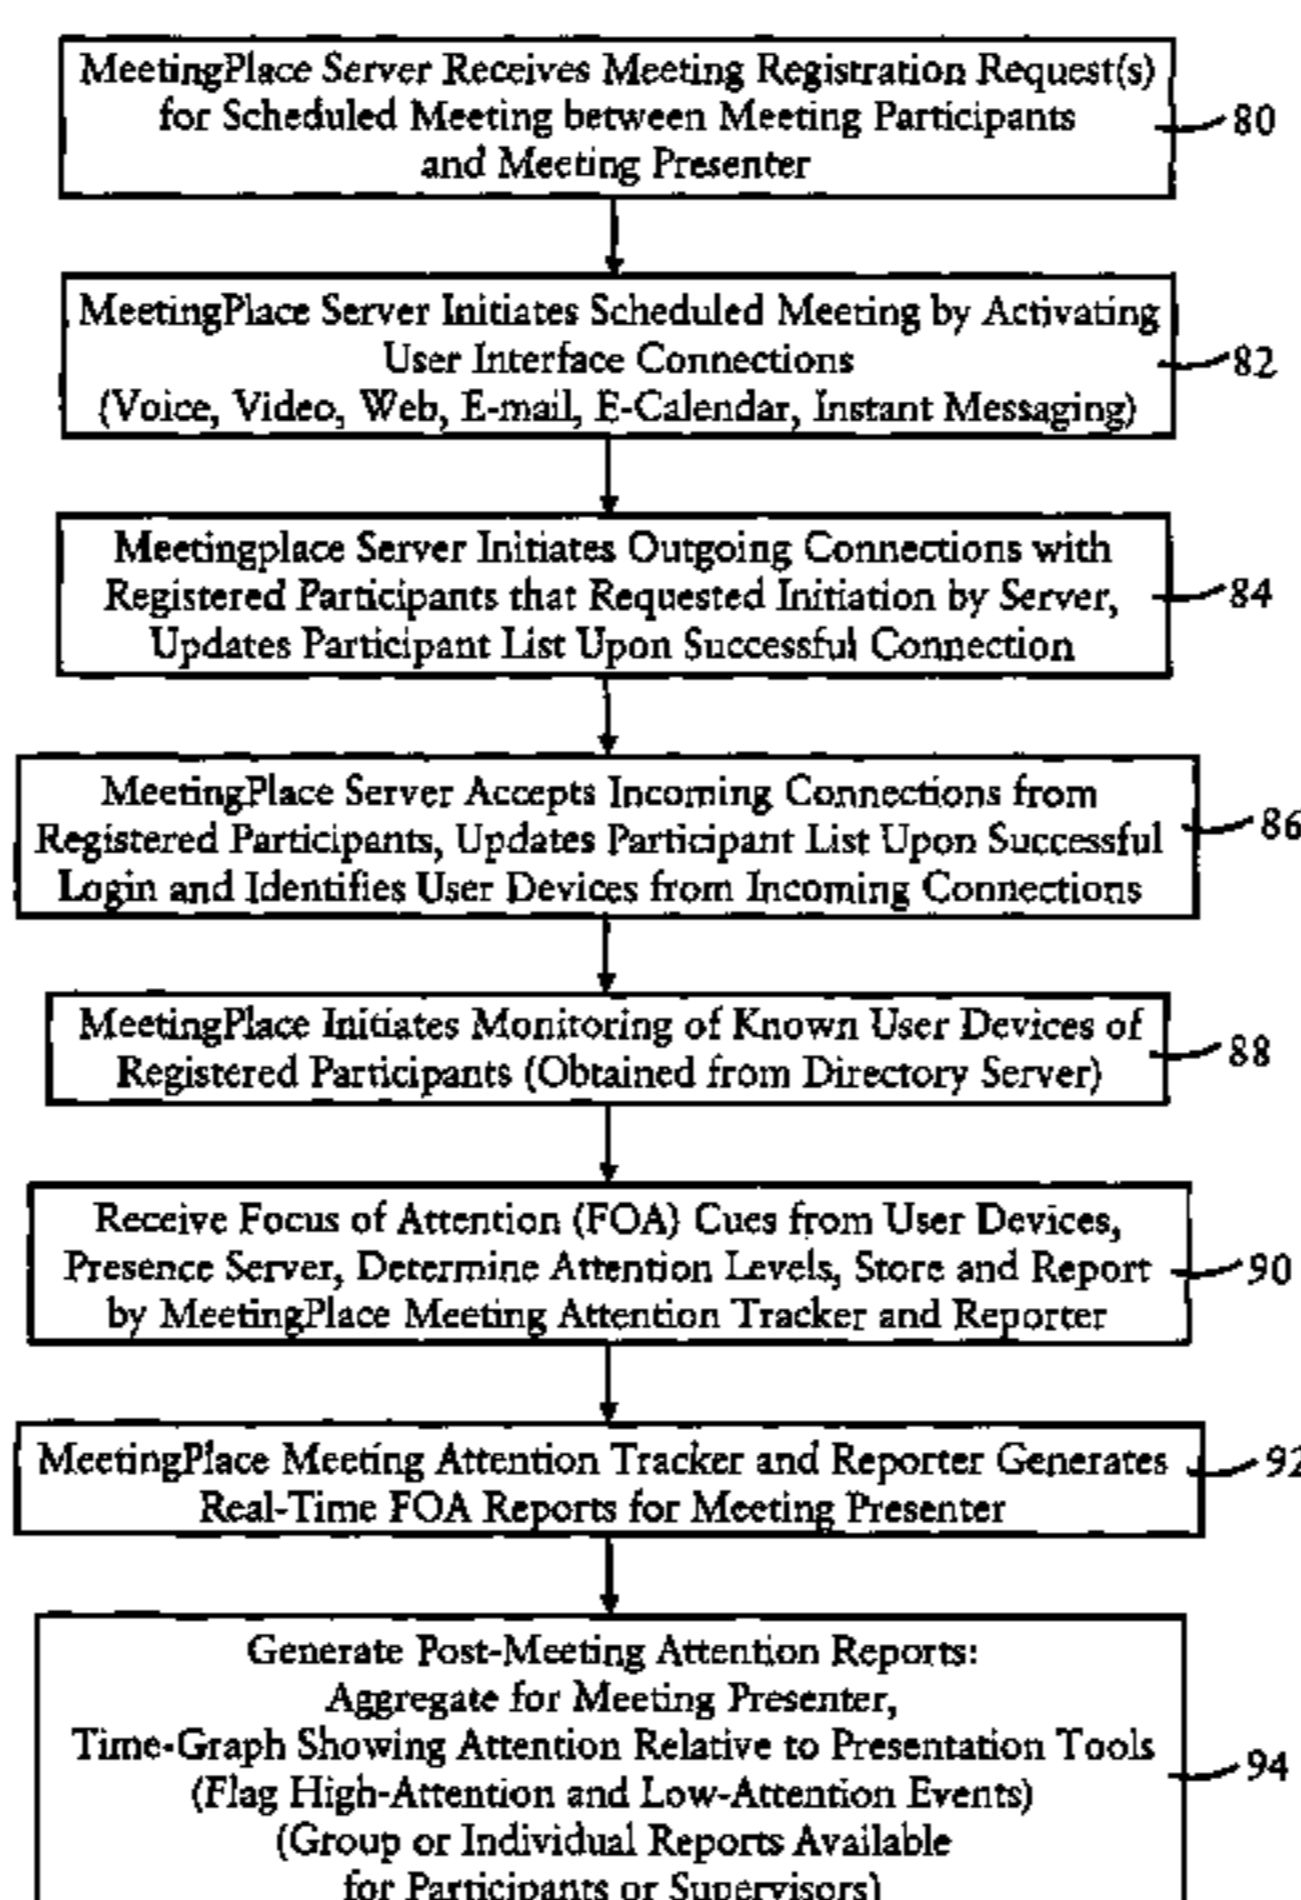 MeetingPlace Server Receives Meeting Registration Request(s)
for Scheduled Meeting between Meeting Participants
and Meeting Presenter
80
MeetingPlace Server Initiates Scheduled Meeting by Activating
User Interface Connections
(Voice, Video, Web, E-mail, E-Calendar, Instant Messaging)
82
Meetingplace Server Initiates Outgoing Connections with
Registered Participants that Requested Initiation by Server,
Updates Participant List Upon Successful Connection
84
MeetingPlace Server Accepts Incoming Connections from
Registered Participants, Updates Participant List Upon Successful
Login and Identifies User Devices from Incoming Connections
86
MeetingPlace Initiates Monitoring of Known User Devices of
Registered Participants (Obtained from Directory Server)
88
Receive Focus of Attention (FOA) Cues from User Devices,
Presence Server, Determine Attention Levels, Store and Report
by MeetingPlace Meeting Attention Tracker and Reporter
90
MeetingPlace Meeting Attention Tracker and Reporter Generates
Real-Time FOA Reports for Meeting Presenter
92
Generate Post-Meeting Attention Reports:
Aggregate for Meeting Presenter,
Time-Graph Showing Attention Relative to Presentation Tools
(Flag High-Attention and Low-Attention Events)
(Group or Individual Reports Available
for Participants or Supervisors)
94